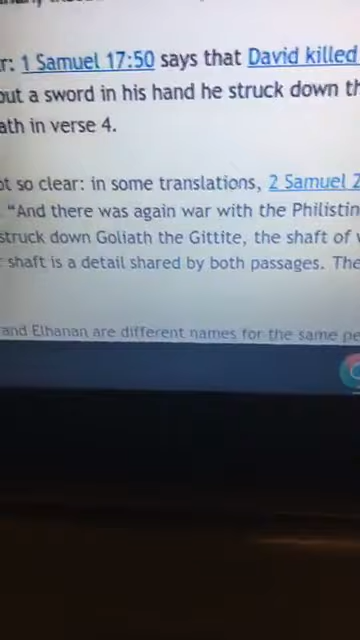 r: 1 Samuel 17:50 says that David killed
out a sword in his hand he struck down th
ath in verse 4.
ot so clear: in some translations, 2 Samuel 2
"And there was again war with the Philistin
struck down Goliath the Gittite, the shaft of
shaft is a detail shared by both passages. The
and Elhanan are different names for the same pe